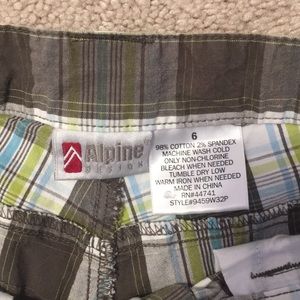 Alpine
DESIGN
6
98% COTTON 2% SPANDEX
MACHINE WASH COLD
ONLY NON-CHLORINE
BLEACH WHEN NEEDED
TUMBLE DRY LOW
WARM IRON WHEN NEEDED
MADE IN CHINA
RN#44741
STYLE#9459W32P